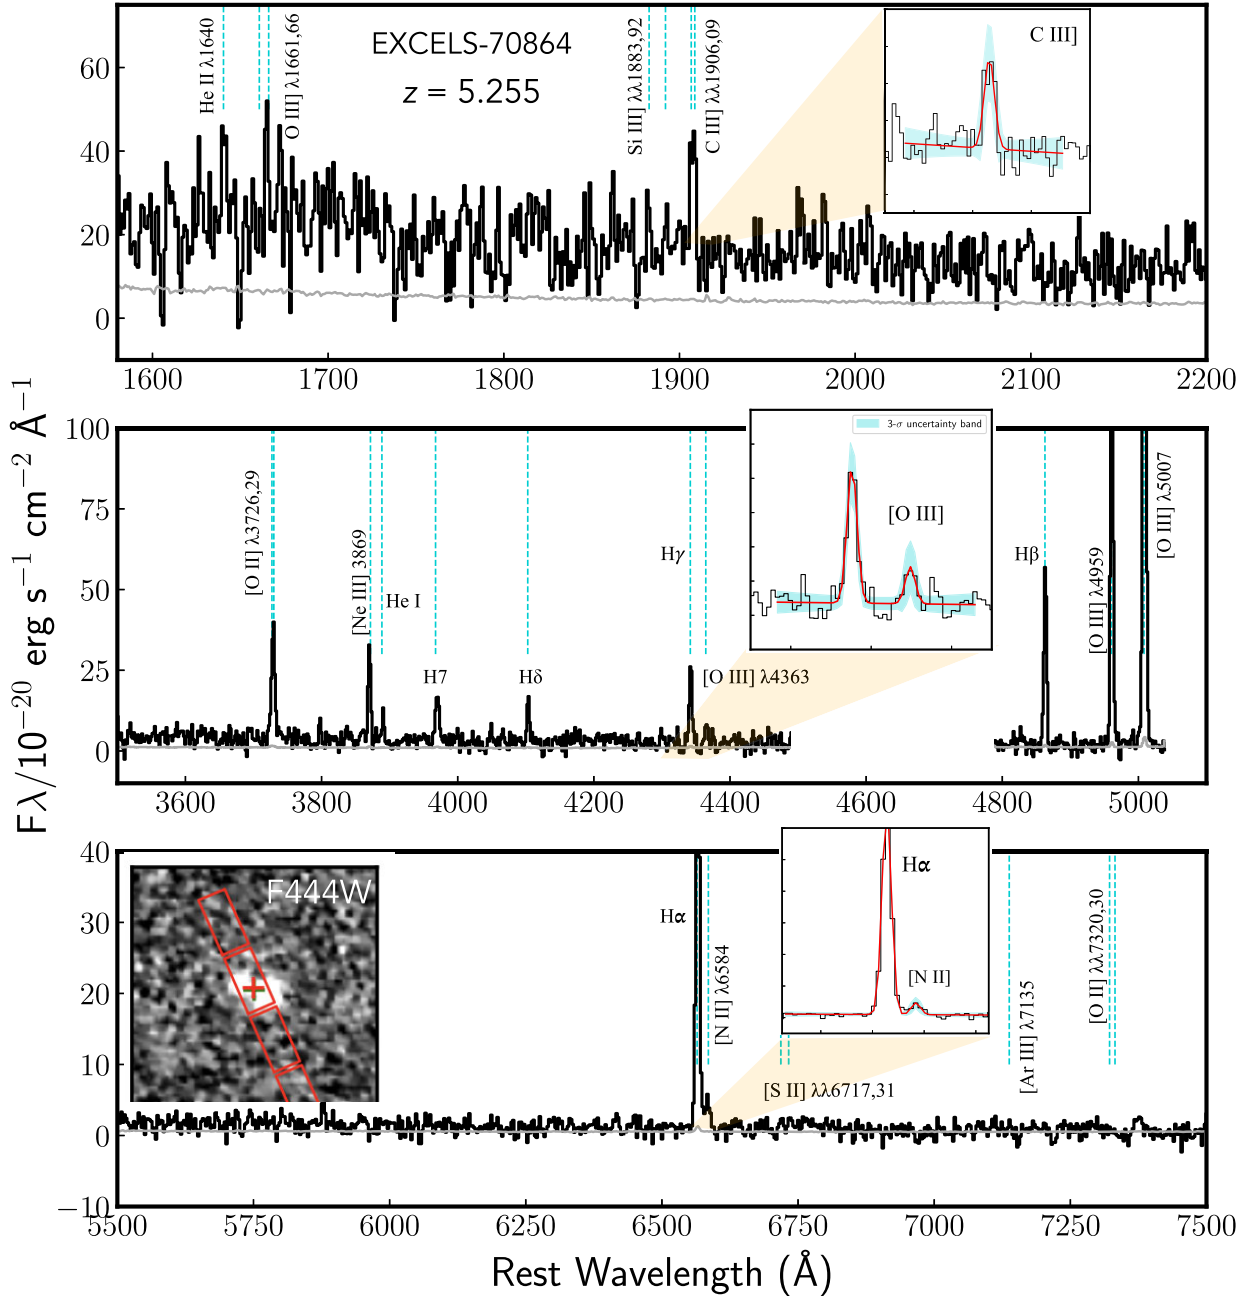 EXCELS-70864
z = 5.255
He II λ1640
O III] λ1661,66
Si III] λλ1883,92
C III] λλ1906,09
C III]
60
40
20
0
1600 1700 1800 1900 2000 2100 2200
Fλ/10−20 erg s−1 cm−2 Å−1
3-σ uncertainty band
[O III]
[O II] λ3726,29
[Ne III] 3869
He I
H7
Hδ
Hγ
[O III] λ4363
Hβ
[O III] λ4959
[O III] λ5007
100
75
50
25
0
3600 3800 4000 4200 4400 4600 4800 5000
F444W
Hα
[N II] λ6584
Hα
[N II]
[S II] λλ6717,31
[Ar III] λ7135
[O II] λλ7320,30
40
30
20
10
0
−10
5500 5750 6000 6250 6500 6750 7000 7250 7500
Rest Wavelength (Å)